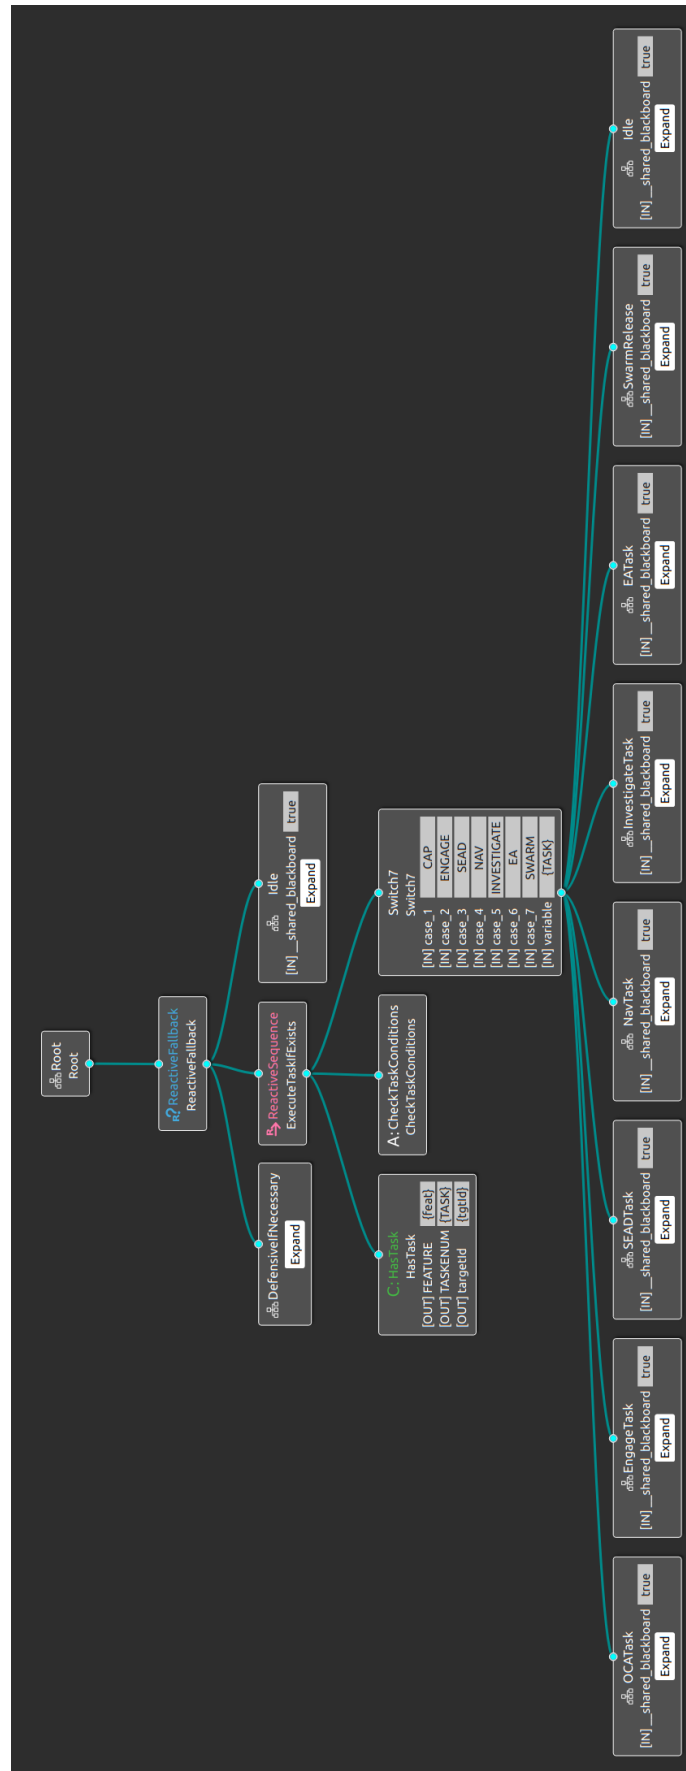 Root
Root
ReactiveFallback
ReactiveFallback
DefensiveIfNecessary
Expand
ReactiveSequence
ExecuteTaskIfExists
Idle
[IN] __shared_blackboard true
Expand
C: HasTask
HasTask
[OUT] FEATURE {feat}
[OUT] TASKENUM {TASK}
[OUT] targetId {tgtId}
A: CheckTaskConditions
CheckTaskConditions
Switch7
Switch7
[IN] case_1 CAP
[IN] case_2 ENGAGE
[IN] case_3 SEAD
[IN] case_4 NAV
[IN] case_5 INVESTIGATE
[IN] case_6 EA
[IN] case_7 SWARM
[IN] variable {TASK}
OCATask
[IN] __shared_blackboard true
Expand
EngageTask
[IN] __shared_blackboard true
Expand
SEADTask
[IN] __shared_blackboard true
Expand
NavTask
[IN] __shared_blackboard true
Expand
InvestigateTask
[IN] __shared_blackboard true
Expand
EATask
[IN] __shared_blackboard true
Expand
SwarmRelease
[IN] __shared_blackboard true
Expand
Idle
[IN] __shared_blackboard true
Expand